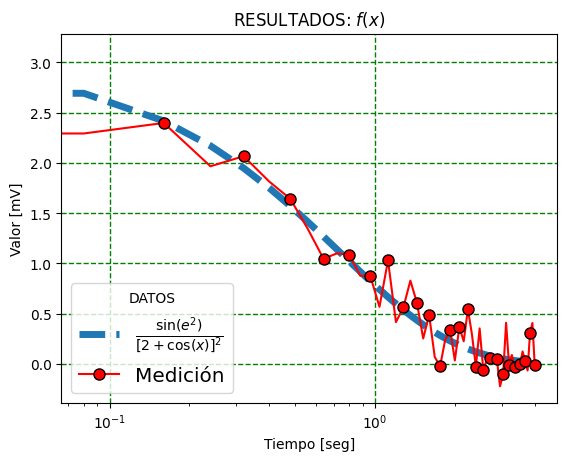 RESULTADOS: f(x)
Valor [mV]
3.0
2.5
2.0
1.5
1.0
0.5
0.0
DATOS
sin(e²)
[2 + cos(x)]²
Medición
10⁻¹
10⁰
Tiempo [seg]